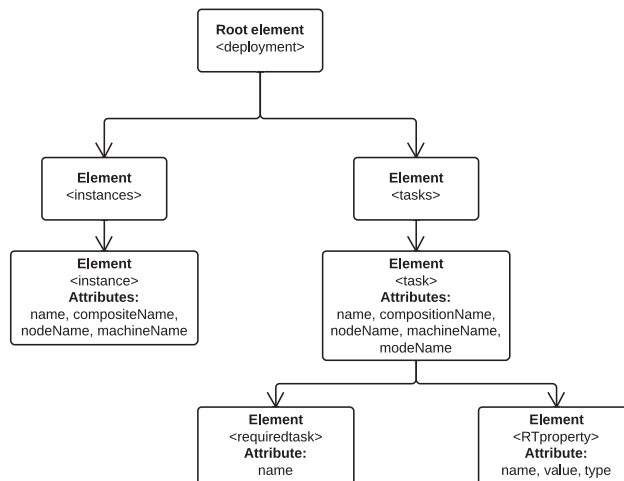 Root element
<deployment>
Element
<instances>
Element
<tasks>
Element
<instance>
Attributes:
name, compositeName,
nodeName, machineName
Element
<task>
Attributes:
name, compositionName,
nodeName, machineName,
modeName
Element
<requiredtask>
Attribute:
name
Element
<RTproperty>
Attribute:
name, value, type